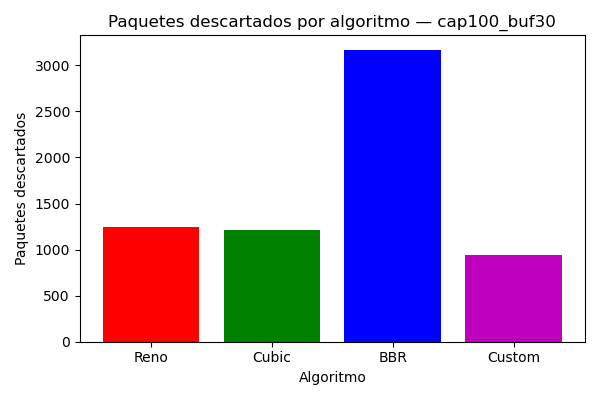 Paquetes descartados por algoritmo — cap100_buf30
Paquetes descartados
3000
2500
2000
1500
1000
500
0
Reno Cubic BBR Custom
Algoritmo